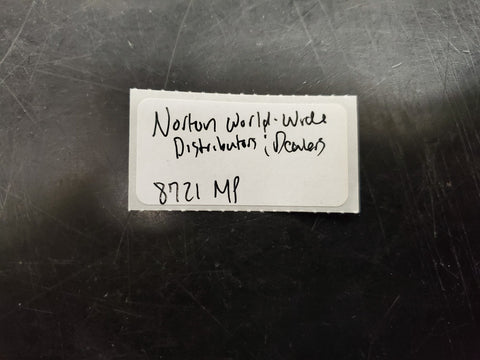 Norton World-Wide
Distributors ; Dealers
8721 MP